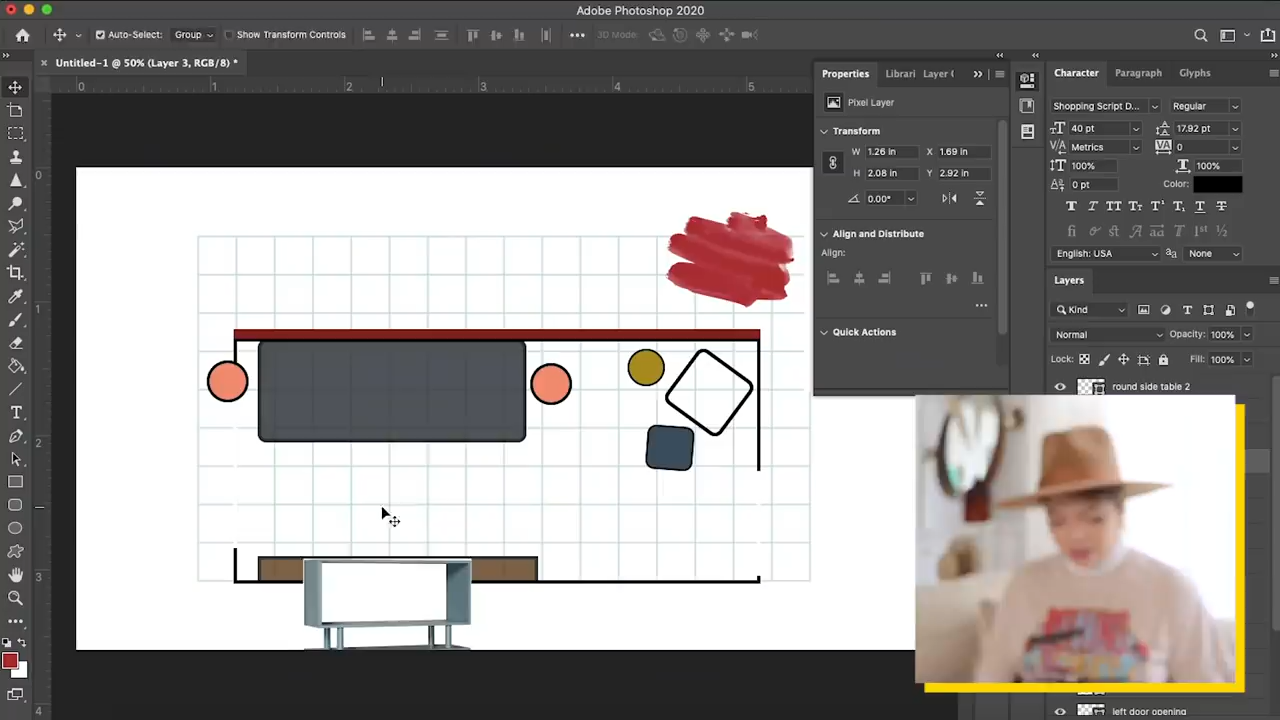 Adobe Photoshop 2020
Auto-Select: Group Show Transform Controls 3D Mode:
Untitled-1 @ 50% (Layer 3, RGB/8) *
0 2 3 4 5
0
1
2
3
4
Properties Librari Layer
Pixel Layer
Transform
W 1.26 in X 1.69 in
H 2.08 in Y 2.92 in
0.00°
Align and Distribute
Align:
Quick Actions
Character Paragraph Glyphs
Shopping Script D... Regular
40 pt 17.92 pt
Metrics 0
100% 100%
0 pt Color:
English: USA None
Layers
Kind
Normal Opacity: 100%
Lock: Fill: 100%
round side table 2
left door opening